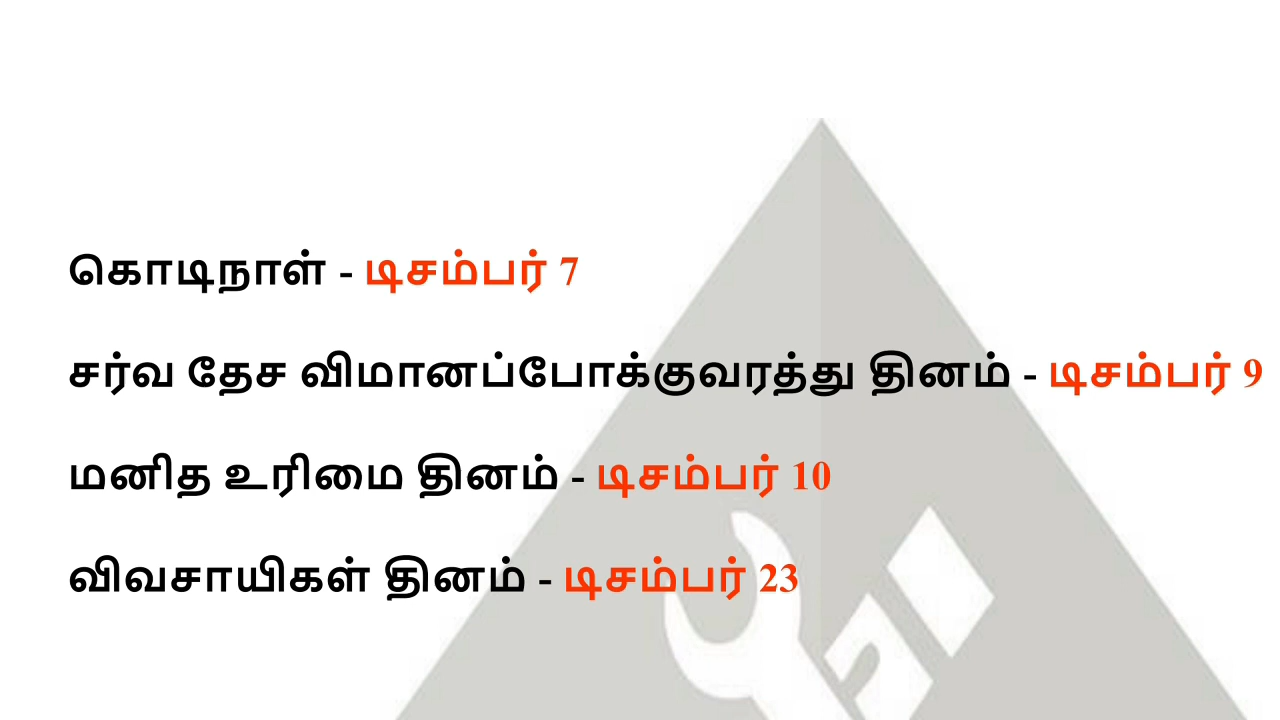 கொடிநாள் - டிசம்பர் 7
சர்வ தேச விமானப்போக்குவரத்து தினம் - டிசம்பர் 9
மனித உரிமை தினம் - டிசம்பர் 10
விவசாயிகள் தினம் - டிசம்பர் 23